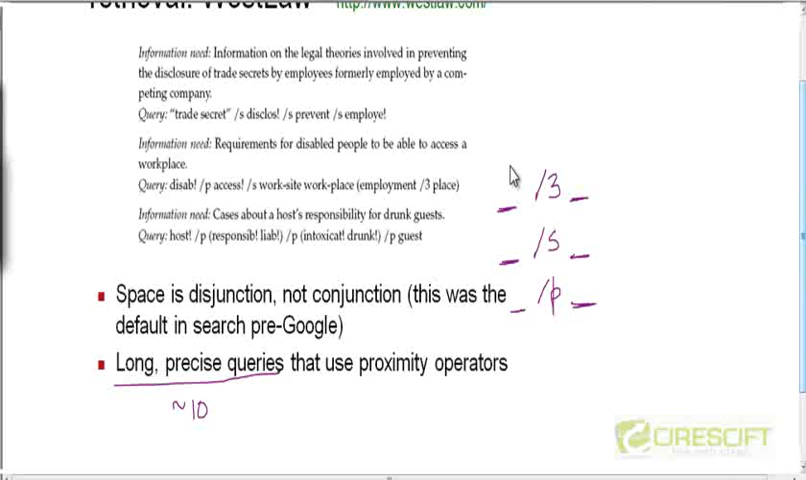 retrieval: WestLaw http://www.westlaw.com/
Information need: Information on the legal theories involved in preventing
the disclosure of trade secrets by employees formerly employed by a com-
peting company.
Query: "trade secret" /s disclos! /s prevent /s employe!
Information need: Requirements for disabled people to be able to access a
workplace.
Query: disab! /p access! /s work-site work-place (employment /3 place)
Information need: Cases about a host's responsibility for drunk guests.
Query: host! /p (responsib! liab!) /p (intoxicat! drunk!) /p guest
_ /3 _
_ /s _
_ /p _
▪ Space is disjunction, not conjunction (this was the
default in search pre-Google)
▪ Long, precise queries that use proximity operators
~10
CIRESCIFT